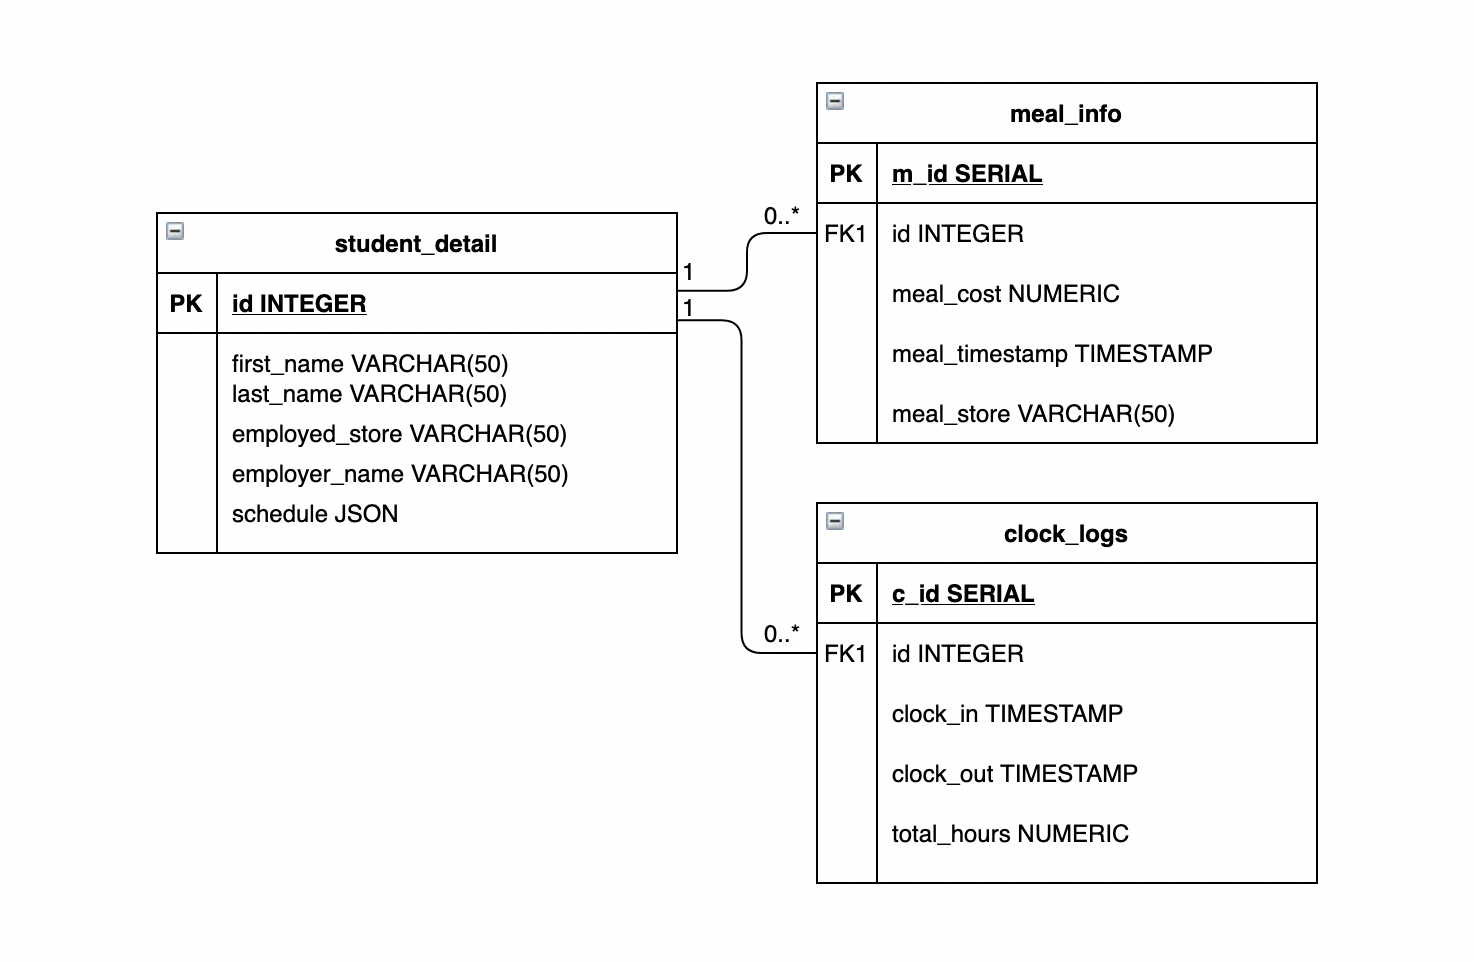 student_detail
PK id INTEGER
first_name VARCHAR(50)
last_name VARCHAR(50)
employed_store VARCHAR(50)
employer_name VARCHAR(50)
schedule JSON
1
0..*
1
0..*
meal_info
PK m_id SERIAL
FK1 id INTEGER
meal_cost NUMERIC
meal_timestamp TIMESTAMP
meal_store VARCHAR(50)
clock_logs
PK c_id SERIAL
FK1 id INTEGER
clock_in TIMESTAMP
clock_out TIMESTAMP
total_hours NUMERIC